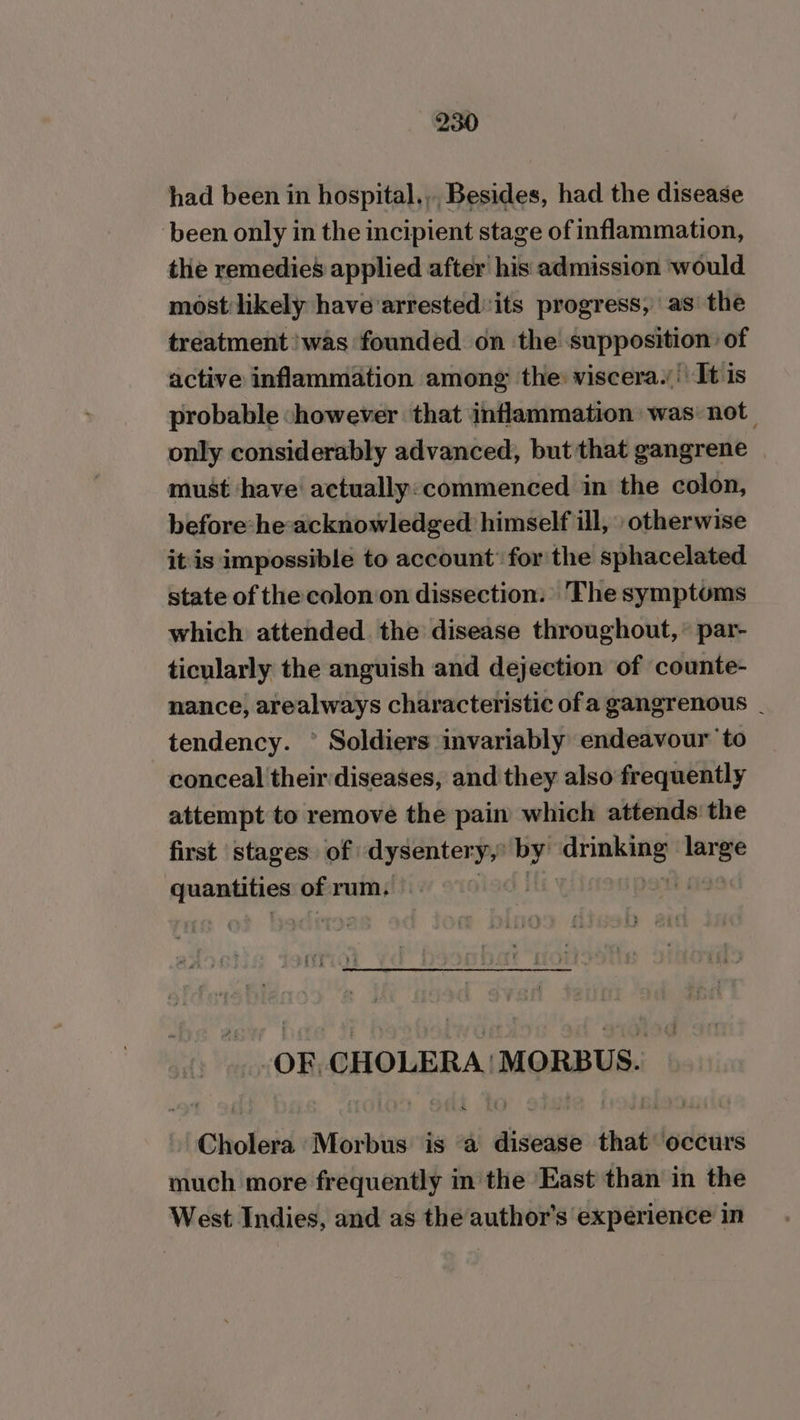 230
had been in hospital. Besides, had the disease
been only in the incipient stage of inflammation,
the remedies applied after his admission would
most likely have arrested its progress, as the
treatment was founded on the supposition of
active inflammation among the viscera. It is
probable however that inflammation was not
only considerably advanced, but that gangrene
must have actually commenced in the colon,
before he acknowledged himself ill, otherwise
it is impossible to account for the sphacelated
state of the colon on dissection. The symptoms
which attended the disease throughout, par-
ticularly the anguish and dejection of counte-
nance, are always characteristic of a gangrenous
tendency. Soldiers invariably endeavour to
conceal their diseases, and they also frequently
attempt to remove the pain which attends the
first stages of dysentery, by drinking large
quantities of rum.
OF CHOLERA MORBUS.
Cholera Morbus is a disease that occurs
much more frequently in the East than in the
West Indies, and as the author's experience in